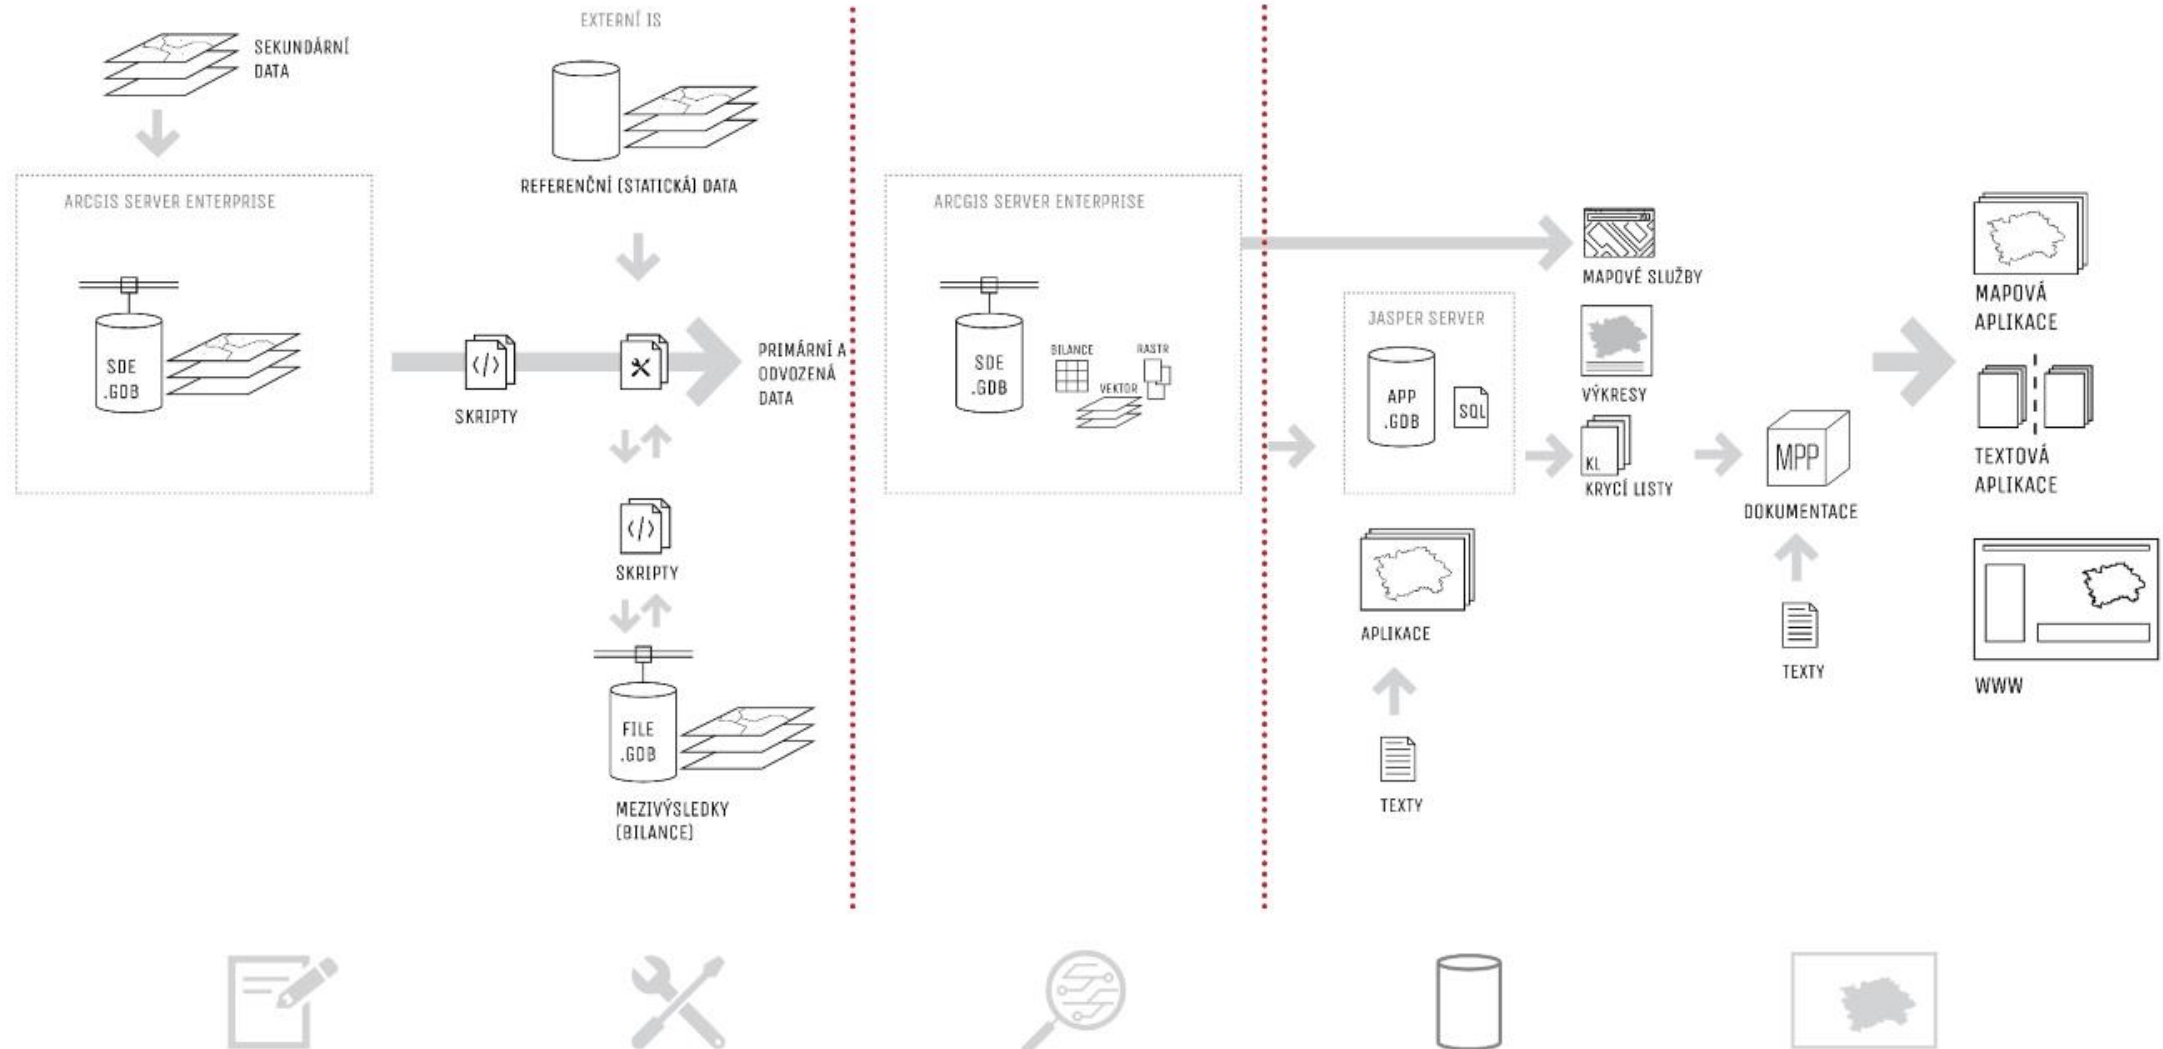 SEKUNDÁRNÍ
DATA
EXTERNÍ IS
REFERENČNÍ (STATICKÁ) DATA
ARCGIS SERVER ENTERPRISE
SDE
.GDB
</>
SKRIPTY
PRIMÁRNÍ A
ODVOZENÁ
DATA
</>
SKRIPTY
FILE
.GDB
MEZIVÝSLEDKY
(BILANCE)
ARCGIS SERVER ENTERPRISE
SDE
.GDB
BILANCE
RASTR
VEKTOR
MAPOVÉ SLUŽBY
JASPER SERVER
APP
.GDB
SQL
VÝKRESY
KL
KRYCÍ LISTY
APLIKACE
TEXTY
MPP
DOKUMENTACE
TEXTY
MAPOVÁ
APLIKACE
TEXTOVÁ
APLIKACE
WWW